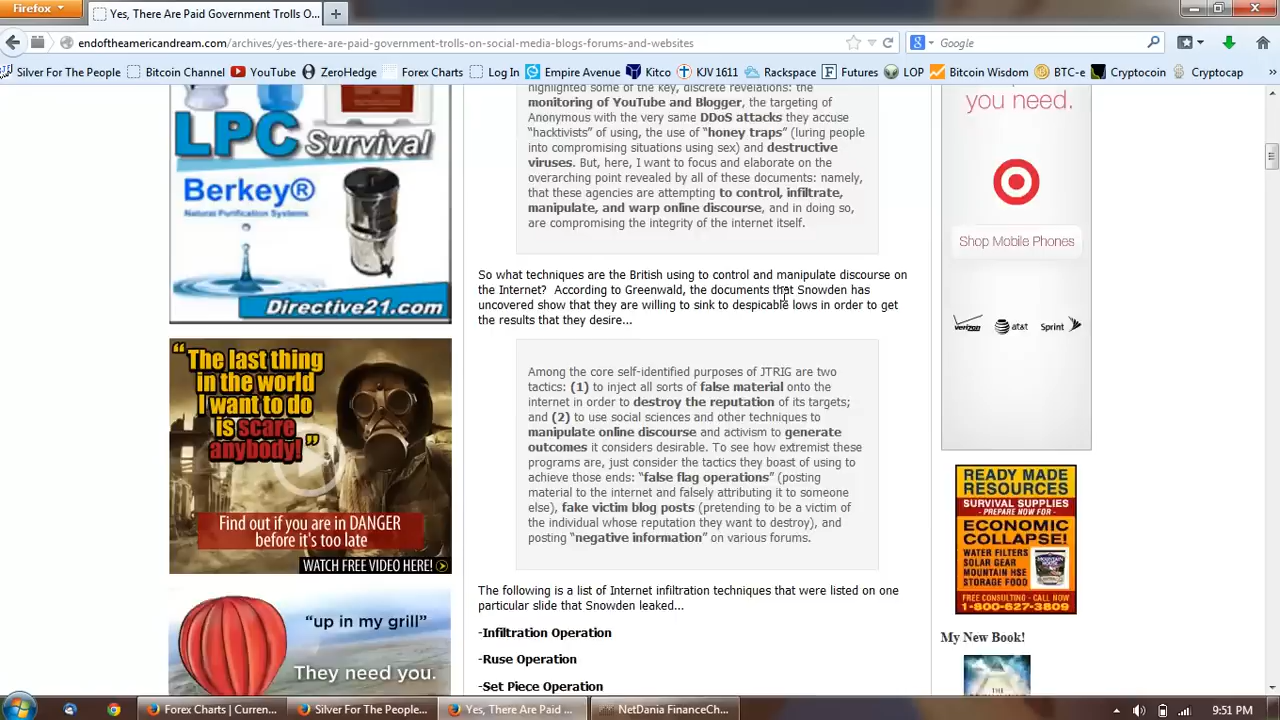 Firefox
Yes, There Are Paid Government Trolls O...
endoftheamericandream.com/archives/yes-there-are-paid-government-trolls-on-social-media-blogs-forums-and-websites
Google
Silver For The People
Bitcoin Channel
YouTube
ZeroHedge
Forex Charts
Log In
Empire Avenue
Kitco
KJV 1611
Rackspace
Futures
LOP
Bitcoin Wisdom
BTC-e
Cryptocoin
Cryptocap
LPC Survival
Berkey®
Natural Purification Systems
Directive21.com
"The last thing
in the world
I want to do
is scare
anybody!"
Find out if you are in DANGER
before it's too late
WATCH FREE VIDEO HERE!
"up in my grill"
They need you.
highlighted some of the key, discrete revelations: the
monitoring of YouTube and Blogger, the targeting of
Anonymous with the very same DDoS attacks they accuse
"hacktivists" of using, the use of "honey traps" (luring people
into compromising situations using sex) and destructive
viruses. But, here, I want to focus and elaborate on the
overarching point revealed by all of these documents: namely,
that these agencies are attempting to control, infiltrate,
manipulate, and warp online discourse, and in doing so,
are compromising the integrity of the internet itself.
So what techniques are the British using to control and manipulate discourse on
the Internet?  According to Greenwald, the documents that Snowden has
uncovered show that they are willing to sink to despicable lows in order to get
the results that they desire...
Among the core self-identified purposes of JTRIG are two
tactics: (1) to inject all sorts of false material onto the
internet in order to destroy the reputation of its targets;
and (2) to use social sciences and other techniques to
manipulate online discourse and activism to generate
outcomes it considers desirable. To see how extremist these
programs are, just consider the tactics they boast of using to
achieve those ends: "false flag operations" (posting
material to the internet and falsely attributing it to someone
else), fake victim blog posts (pretending to be a victim of
the individual whose reputation they want to destroy), and
posting "negative information" on various forums.
The following is a list of Internet infiltration techniques that were listed on one
particular slide that Snowden leaked...
-Infiltration Operation
-Ruse Operation
-Set Piece Operation
you need.
Shop Mobile Phones
verizon
at&t
Sprint
READY MADE
RESOURCES
SURVIVAL SUPPLIES
- PREPARE NOW FOR -
ECONOMIC
COLLAPSE!
WATER FILTERS
SOLAR GEAR
MOUNTAIN HSE
STORAGE FOOD
FREE CONSULTING - CALL NOW
1-800-627-3809
My New Book!
Forex Charts | Curren...
Silver For The People...
Yes, There Are Paid ...
NetDania FinanceCh...
9:51 PM